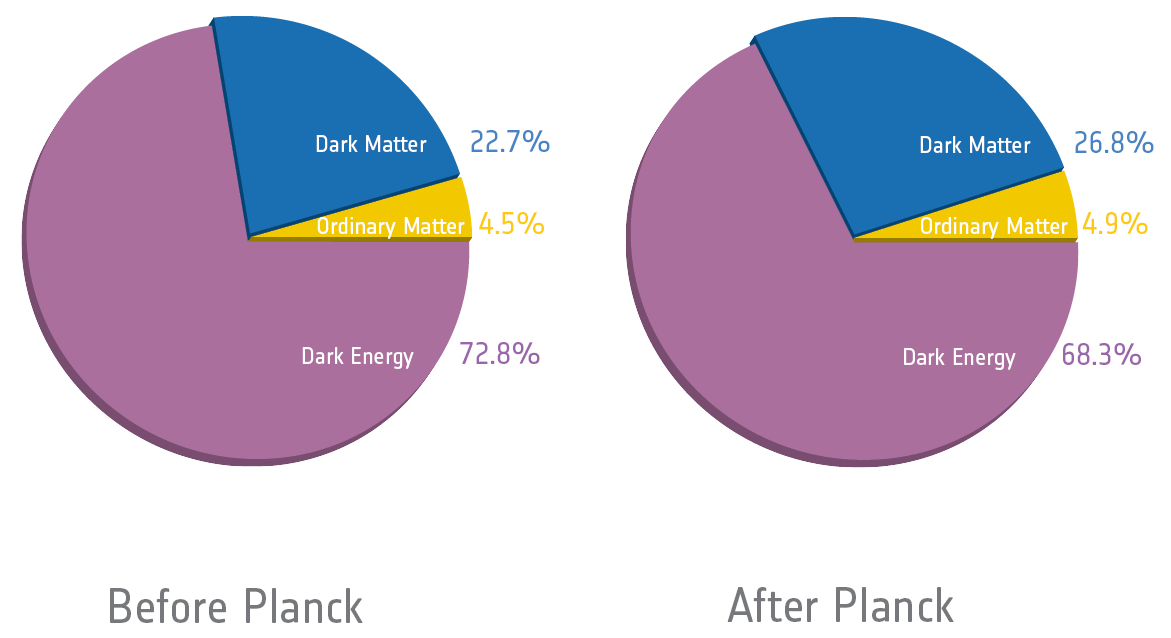 Dark Matter 22.7%
Ordinary Matter 4.5%
Dark Energy 72.8%
Before Planck
Dark Matter 26.8%
Ordinary Matter 4.9%
Dark Energy 68.3%
After Planck